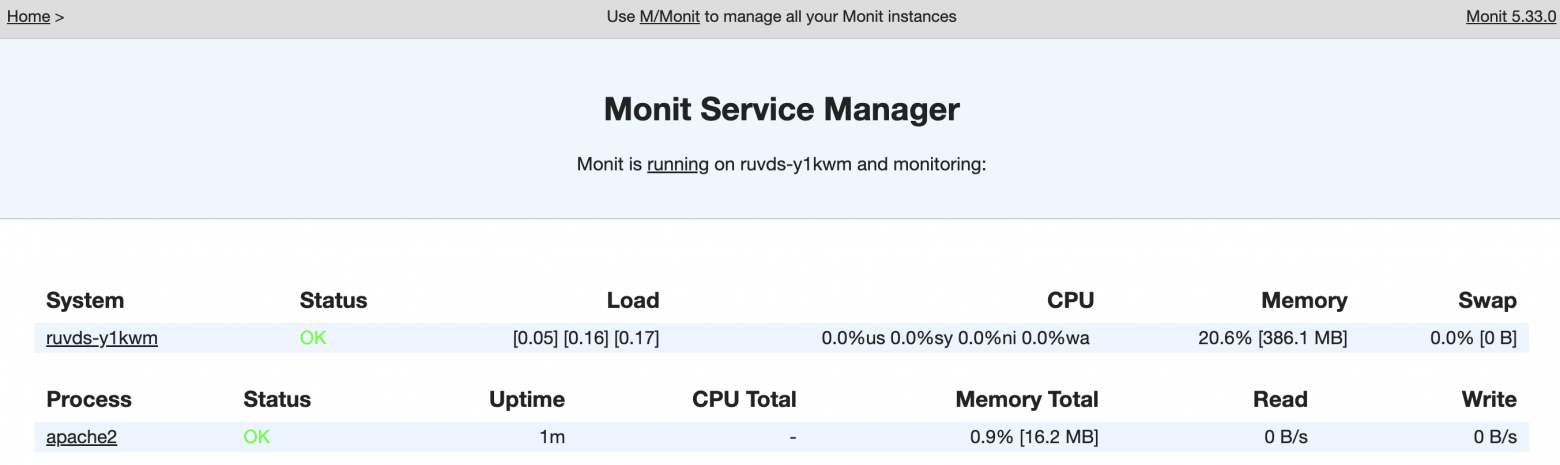 Home > Use M/Monit to manage all your Monit instances Monit 5.33.0
Monit Service Manager
Monit is running on ruvds-y1kwm and monitoring:
System Status Load CPU Memory Swap
ruvds-y1kwm OK [0.05] [0.16] [0.17] 0.0%us 0.0%sy 0.0%ni 0.0%wa 20.6% [386.1 MB] 0.0% [0 B]
Process Status Uptime CPU Total Memory Total Read Write
apache2 OK 1m - 0.9% [16.2 MB] 0 B/s 0 B/s